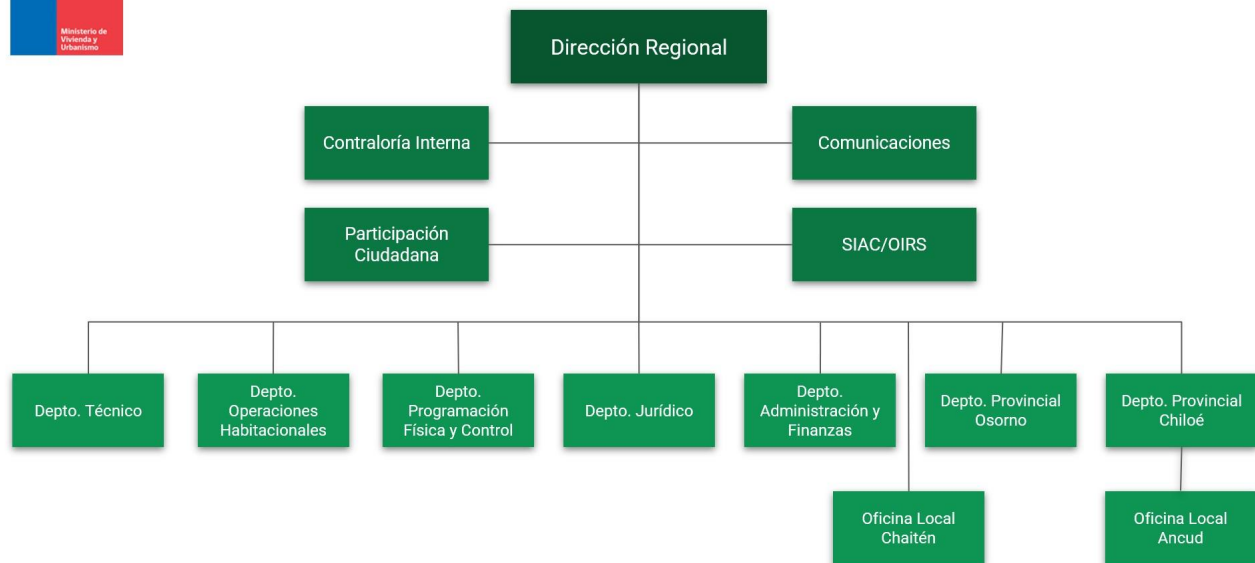 Ministerio de
Vivienda y
Urbanismo
Dirección Regional
Contraloría Interna
Comunicaciones
Participación
Ciudadana
SIAC/OIRS
Depto. Técnico
Depto.
Operaciones
Habitacionales
Depto.
Programación
Física y Control
Depto. Jurídico
Depto.
Administración y
Finanzas
Depto. Provincial
Osorno
Depto. Provincial
Chiloé
Oficina Local
Chaitén
Oficina Local
Ancud